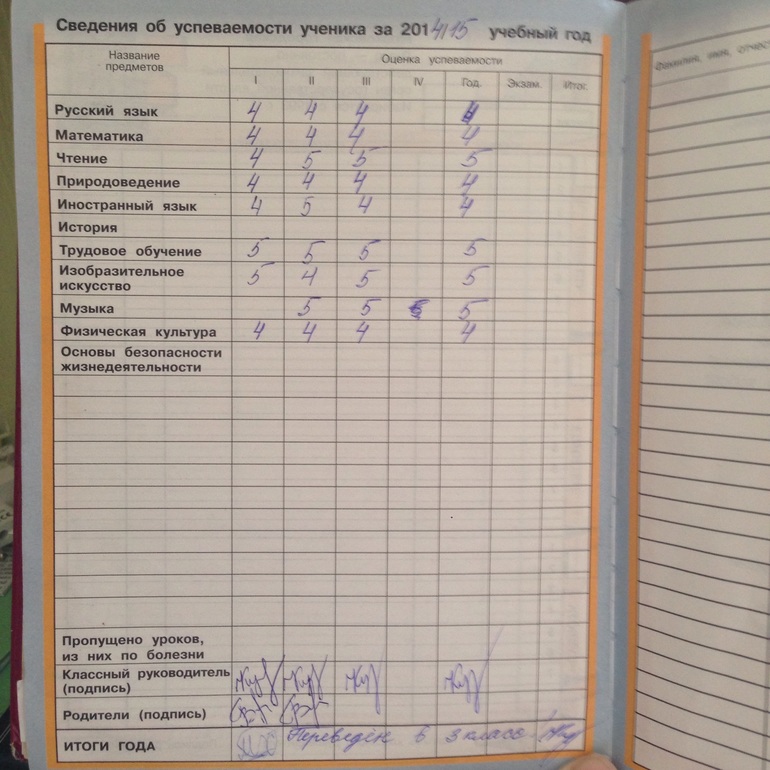 Сведения об успеваемости ученика за 2014/15 учебный год
Название предметов
Оценка успеваемости
I II III IV Год. Экзам. Итог.
Русский язык 4 4 4 4
Математика 4 4 4 4
Чтение 4 5 5 5
Природоведение 4 4 4 4
Иностранный язык 4 5 4 4
История
Трудовое обучение 5 5 5 5
Изобразительное
искусство 5 4 5 5
Музыка 5 5 5
Физическая культура 4 4 4 4
Основы безопасности
жизнедеятельности
Пропущено уроков,
из них по болезни
Классный руководитель
(подпись)
Родители (подпись)
ИТОГИ ГОДА Переведён в 3 класс
Фамилия, имя, отчес